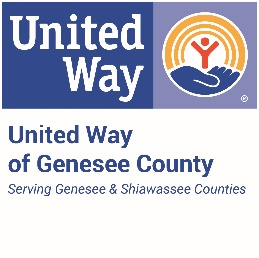 United
Way
®
United Way
of Genesee County
Serving Genesee & Shiawassee Counties